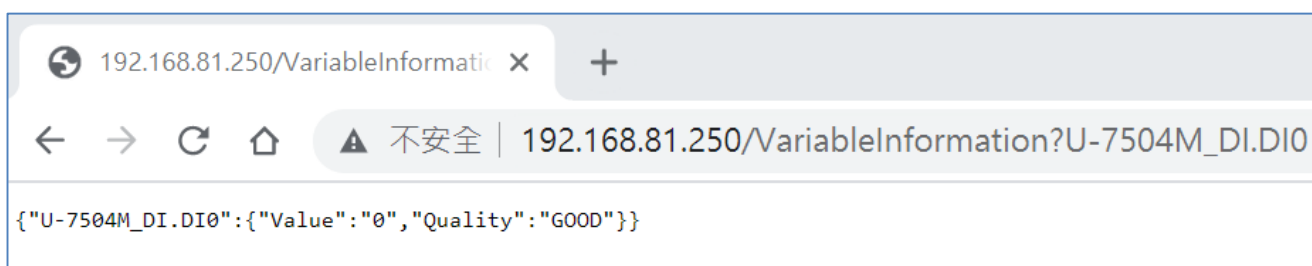 192.168.81.250/VariableInformatic
不安全 192.168.81.250/VariableInformation?U-7504M_DI.DI0
{"U-7504M_DI.DI0":{"Value":"0","Quality":"GOOD"}}